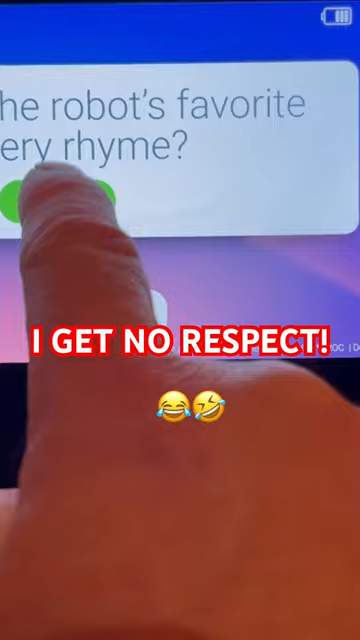 he robot's favorite
ery rhyme?
I GET NO RESPECT!
😂🤣